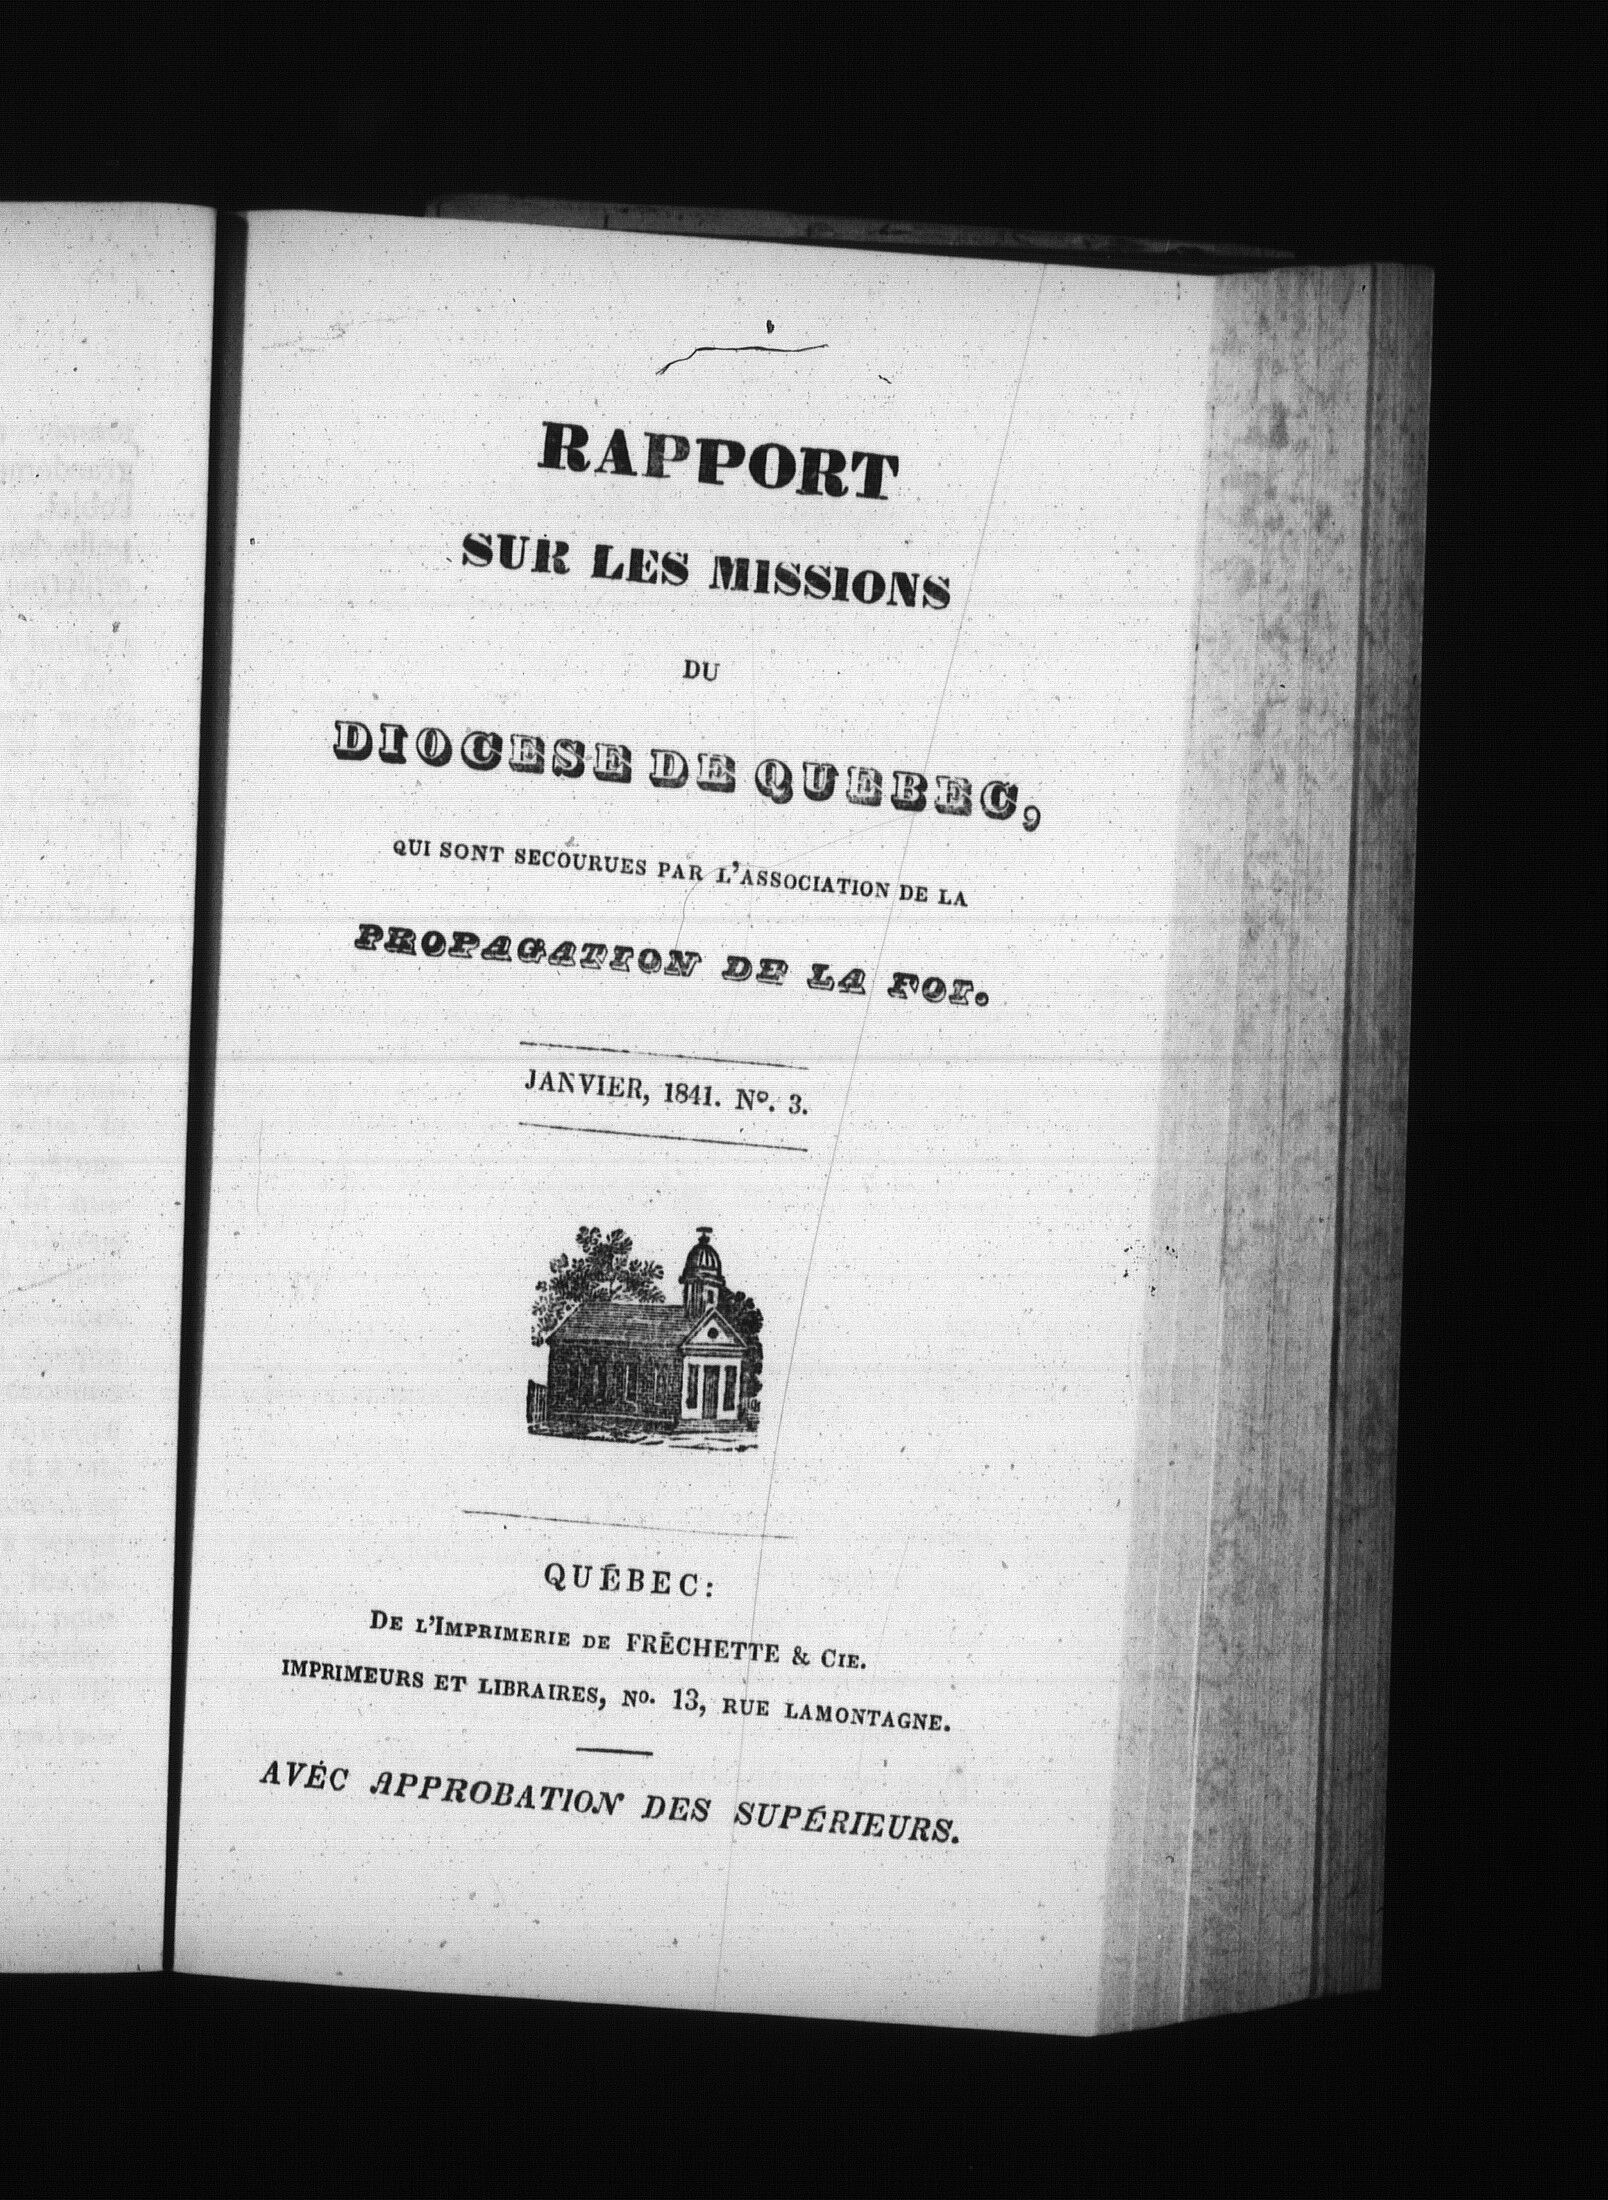 RAPPORT
SUR LES MISSIONS
DU
DIOCESE DE QUEBEC,
QUI SONT SECOURUES PAR L'ASSOCIATION DE LA
PROPAGATION DE LA FOI.
JANVIER, 1841. No. 3.
QUÉBEC:
DE L'IMPRIMERIE DE FRÉCHETTE & CIE.
IMPRIMEURS ET LIBRAIRES, No. 13, RUE LAMONTAGNE.
AVÉC APPROBATION DES SUPÉRIEURS.